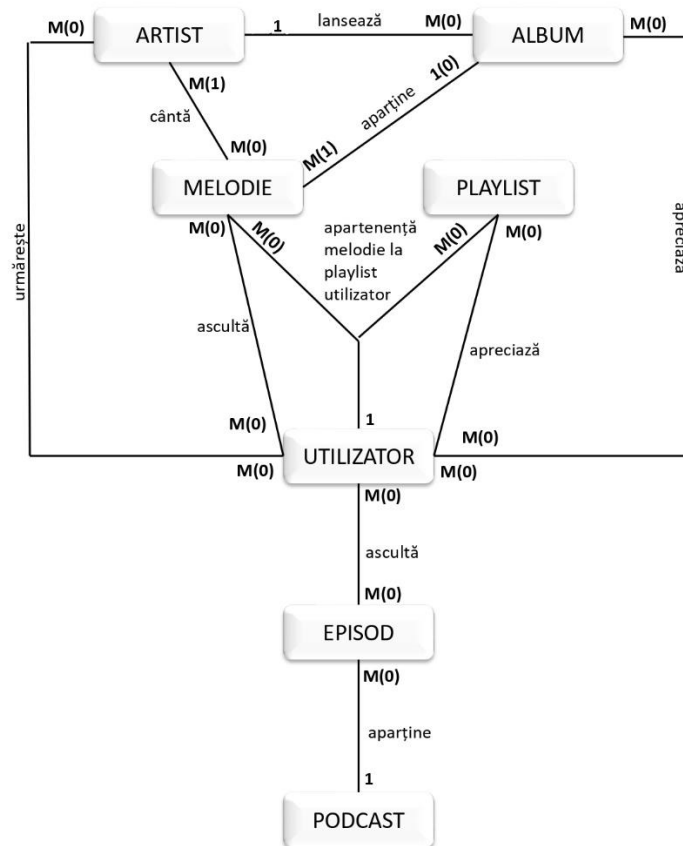 M(0) ARTIST 1 lansează M(0) ALBUM M(0)
M(1) 1(0)
cântă aparține
M(0) M(1)
MELODIE PLAYLIST
M(0) M(0) apartenență M(0) M(0)
melodie la
playlist
utilizator
urmărește
apreciază
ascultă apreciază
M(0) 1 M(0)
M(0) UTILIZATOR M(0)
M(0)
ascultă
M(0)
EPISOD
M(0)
aparține
1
PODCAST